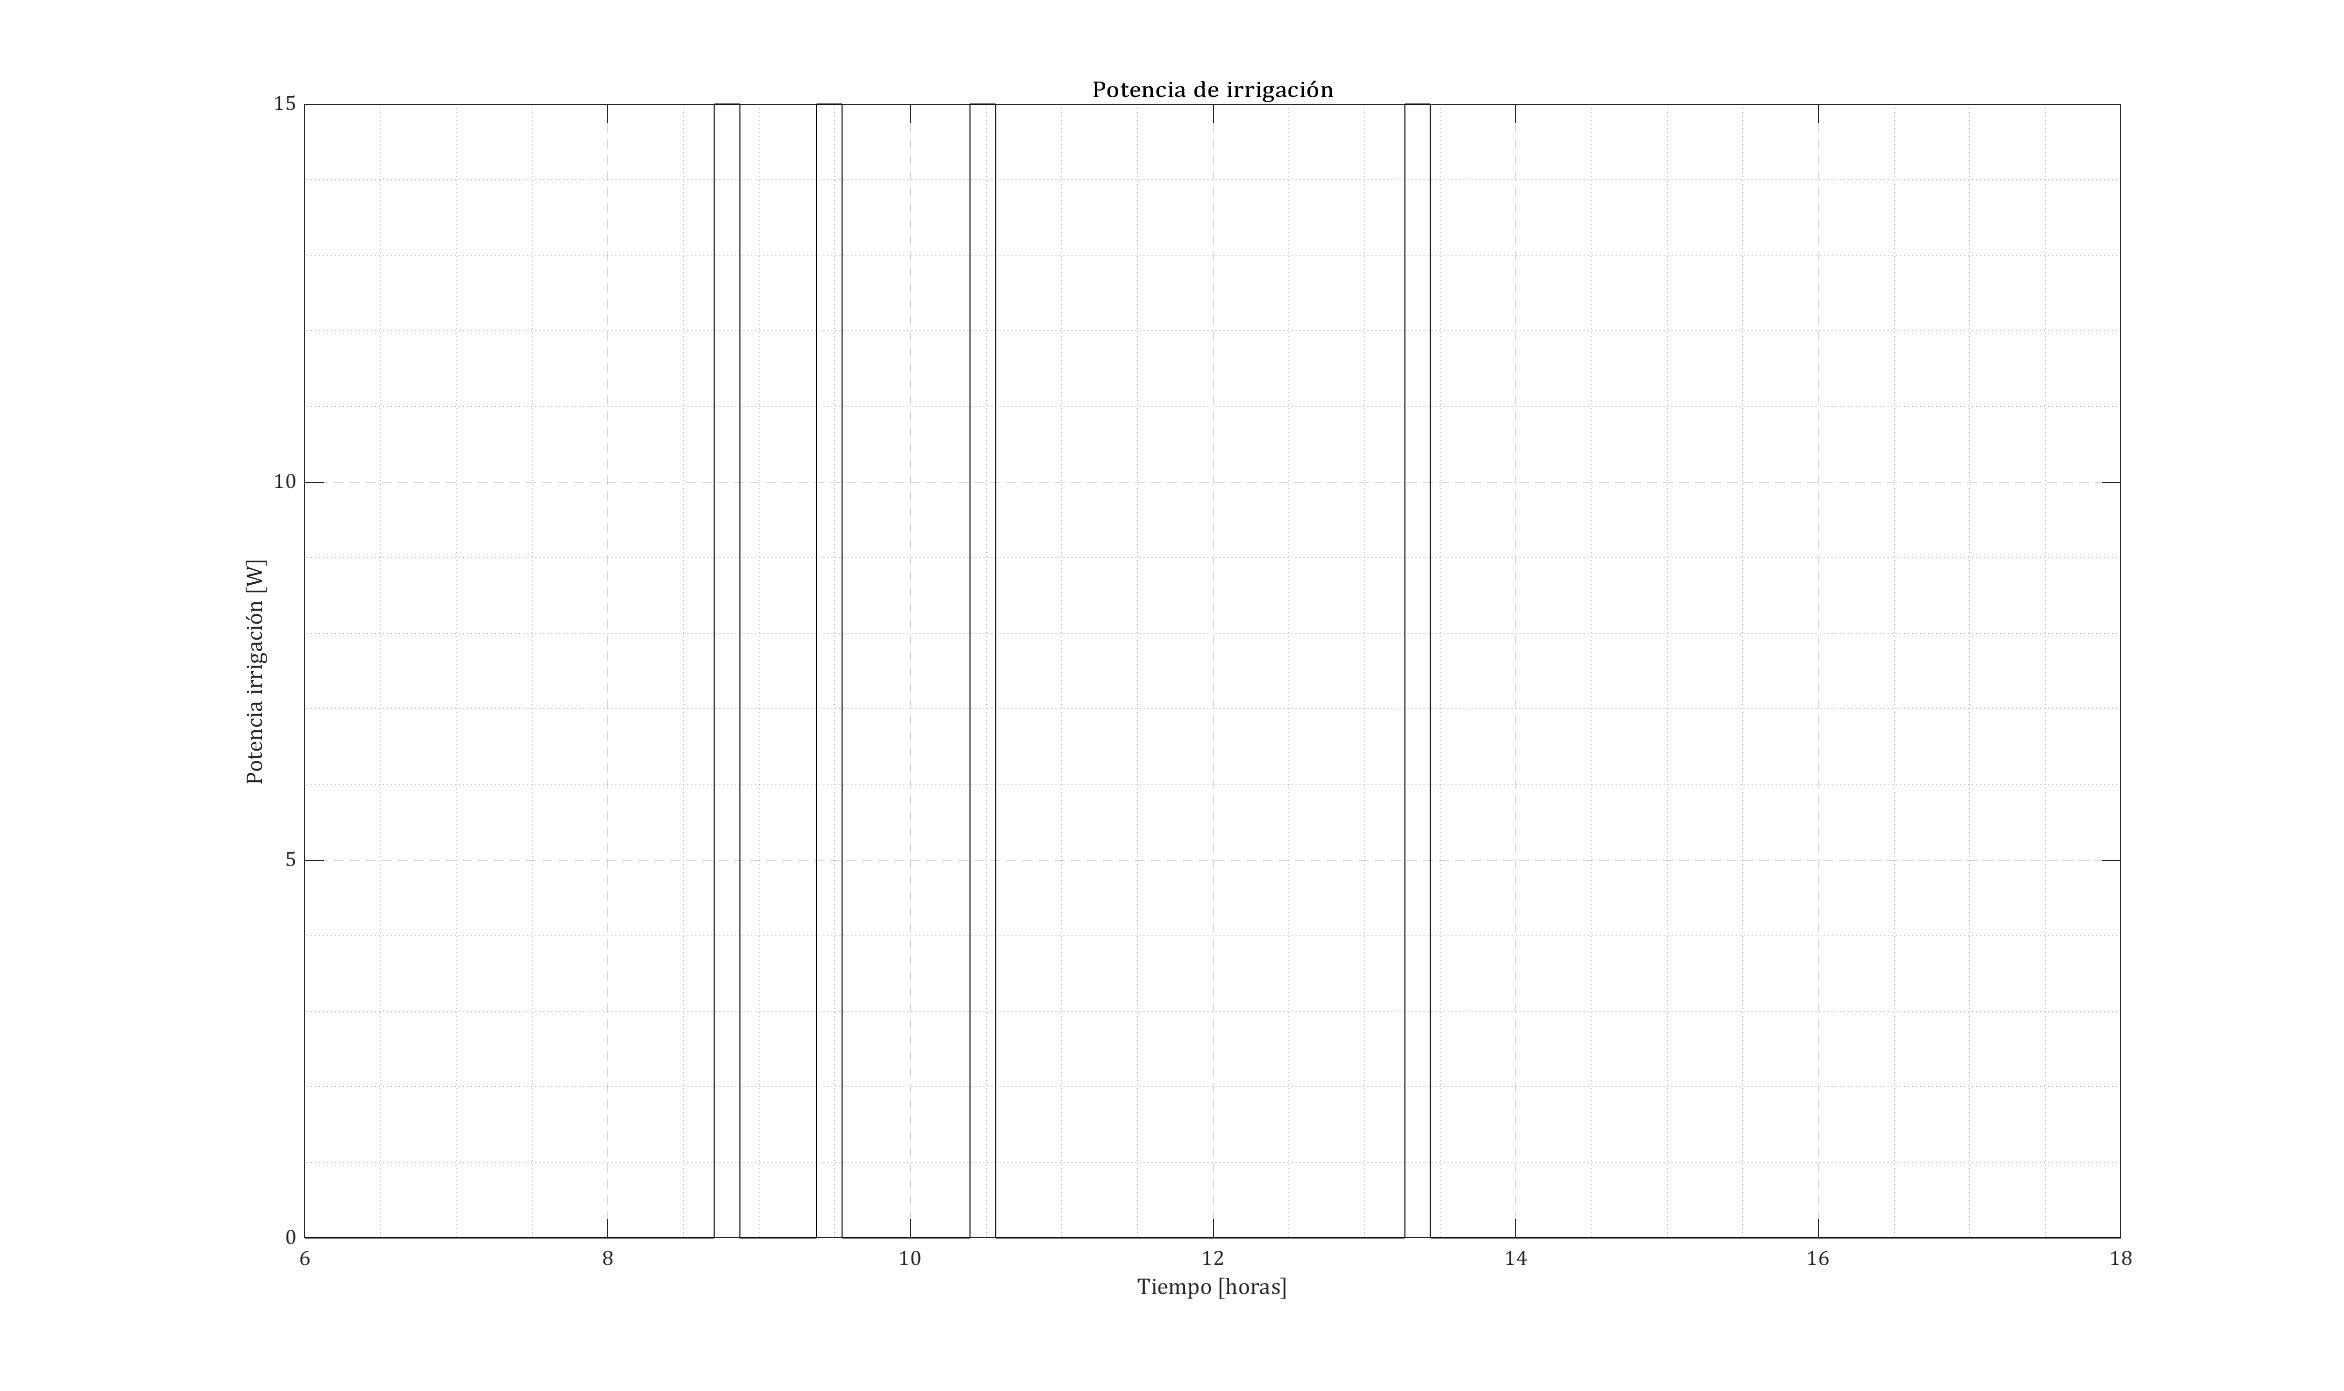 Potencia de irrigación
15
10
5
0
Potencia irrigación [W]
6 8 10 12 14 16 18
Tiempo [horas]